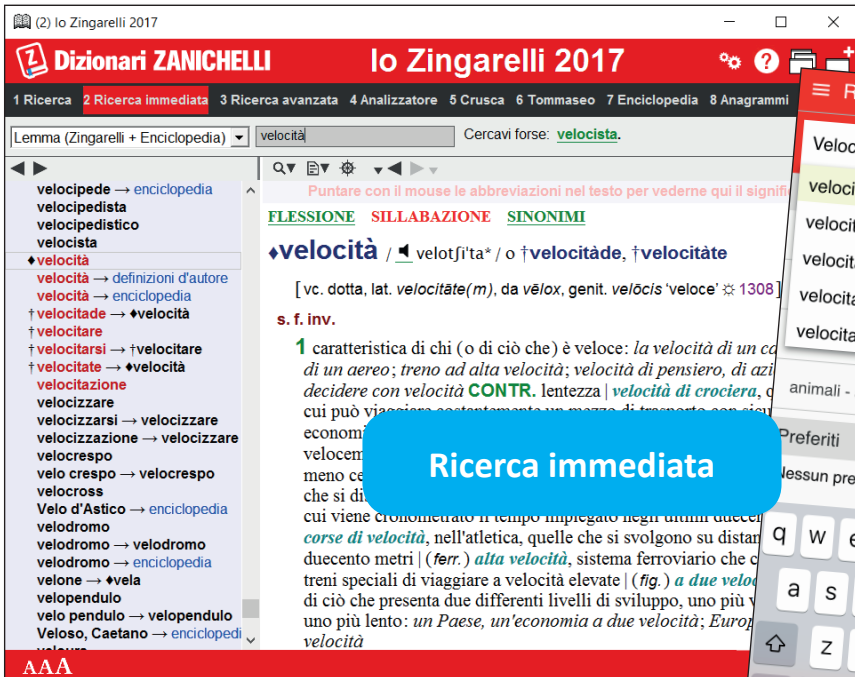 (2) lo Zingarelli 2017
Dizionari ZANICHELLI lo Zingarelli 2017
1 Ricerca 2 Ricerca immediata 3 Ricerca avanzata 4 Analizzatore 5 Crusca 6 Tommaseo 7 Enciclopedia 8 Anagrammi
Lemma (Zingarelli + Enciclopedia) velocità Cercavi forse: velocista.
velocipede → enciclopedia
velocipedista
velocipedistico
velocista
♦velocità
velocità → definizioni d'autore
velocità → enciclopedia
†velocitade → ♦velocità
†velocitare
†velocitarsi → †velocitare
†velocitate → ♦velocità
velocitazione
velocizzare
velocizzarsi → velocizzare
velocizzazione → velocizzare
velocrespo
velo crespo → velocrespo
velocross
Velo d'Astico → enciclopedia
velodromo
velodromo → velodromo
velodromo → enciclopedia
velone → ♦vela
velopendulo
velo pendulo → velopendulo
Veloso, Caetano → enciclopedi
Puntare con il mouse le abbreviazioni nel testo per vederne qui il signifi
FLESSIONE SILLABAZIONE SINONIMI
♦velocità / velotʃi'ta* / o †velocitàde, †velocitàte
[ vc. dotta, lat. velocitāte(m), da vēlox, genit. velōcis 'veloce' ☼ 1308 ]
s. f. inv.
1 caratteristica di chi (o di ciò che) è veloce: la velocità di un ca
di un aereo; treno ad alta velocità; velocità di pensiero, di azi
decidere con velocità CONTR. lentezza | velocità di crociera,
cui può viaggiare costantemente un mezzo di trasporto con sicu
economi
velocem
meno ce
che si di
cui viene cronometrato il tempo impiegato negli ultimi duecen
corse di velocità, nell'atletica, quelle che si svolgono su distan
duecento metri | (ferr.) alta velocità, sistema ferroviario che c
treni speciali di viaggiare a velocità elevate | (fig.) a due veloc
di ciò che presenta due differenti livelli di sviluppo, uno più v
uno più lento: un Paese, un'economia a due velocità; Europ
velocità
Ricerca immediata
AAA
R
Veloc
veloci
velocit
velocita
velocita
velocita
animali -
Preferiti
Nessun pre
q w e
a s
z